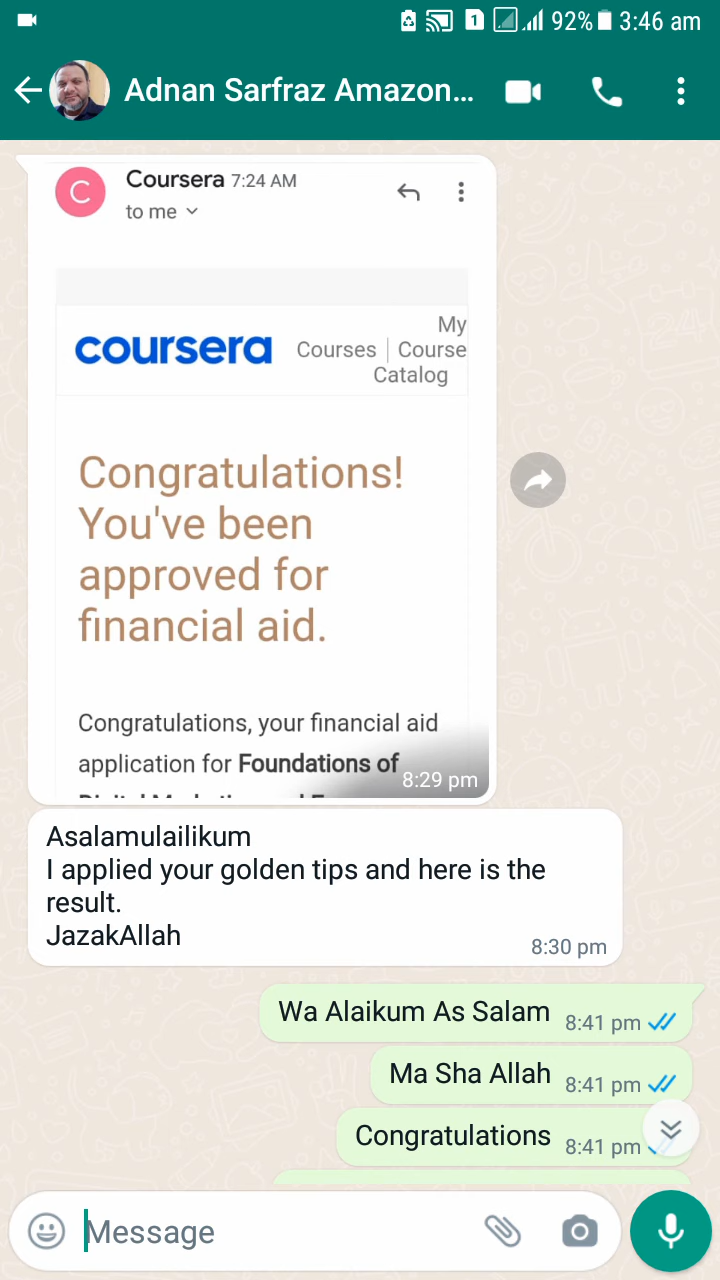 1 92% 3:46 am
Adnan Sarfraz Amazon...
C
Coursera 7:24 AM
to me
coursera
My
Courses | Course
Catalog
Congratulations!
You've been
approved for
financial aid.
Congratulations, your financial aid
application for Foundations of
8:29 pm
Asalamulailikum
I applied your golden tips and here is the
result.
JazakAllah
8:30 pm
Wa Alaikum As Salam 8:41 pm
Ma Sha Allah 8:41 pm
Congratulations 8:41 pm
Message